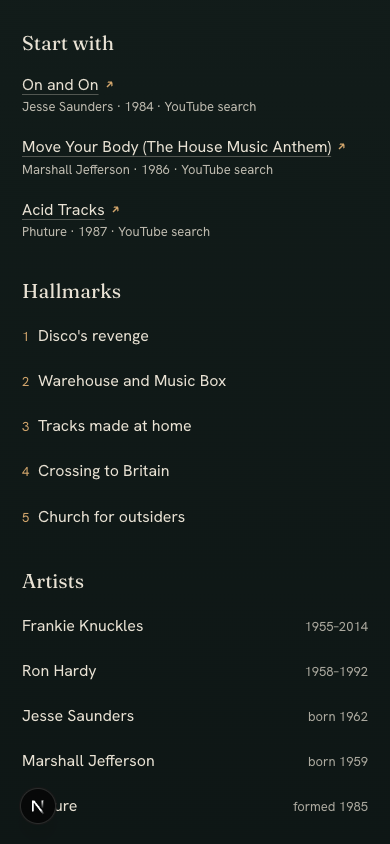 Start with
On and On ↗
Jesse Saunders · 1984 · YouTube search
Move Your Body (The House Music Anthem) ↗
Marshall Jefferson · 1986 · YouTube search
Acid Tracks ↗
Phuture · 1987 · YouTube search
Hallmarks
1 Disco's revenge
2 Warehouse and Music Box
3 Tracks made at home
4 Crossing to Britain
5 Church for outsiders
Artists
Frankie Knuckles 1955–2014
Ron Hardy 1958–1992
Jesse Saunders born 1962
Marshall Jefferson born 1959
N ure formed 1985